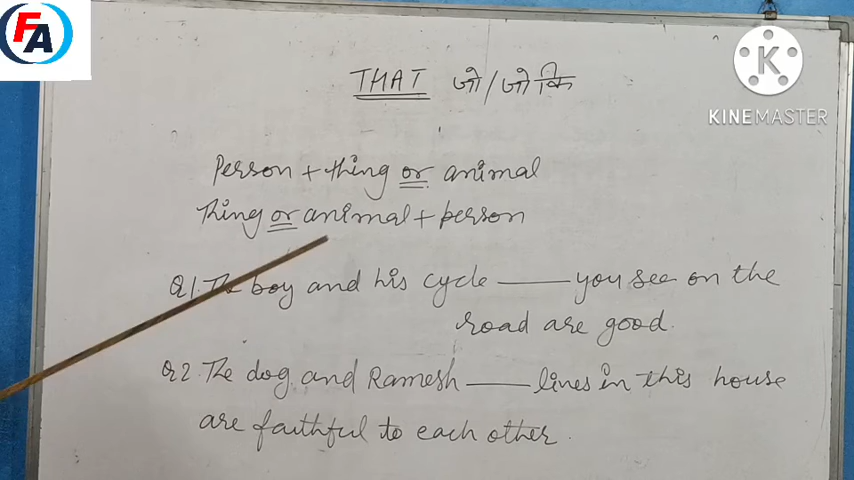 FA
K
KINEMASTER
THAT जो/जो कि
Person + thing or animal
Thing or animal + person
Q1. The boy and his cycle ——— you see on the
road are good.
Q2. The dog and Ramesh ——— lines in this house
are faithful to each other.